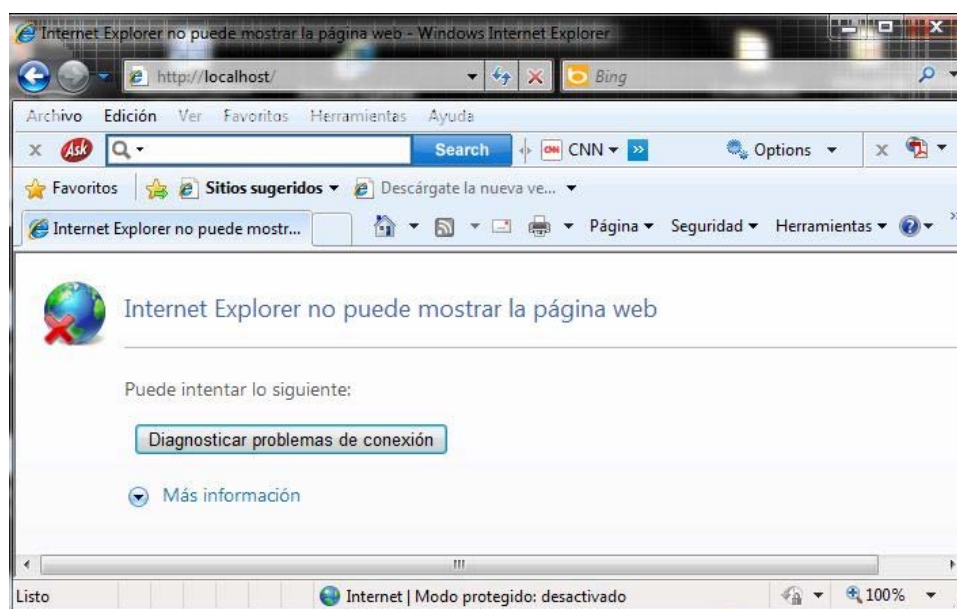 Internet Explorer no puede mostrar la página web - Windows Internet Explorer
http://localhost/ Bing
Archivo Edición Ver Favoritos Herramientas Ayuda
x Ask Search CNN CNN Options x
Favoritos Sitios sugeridos Descárgate la nueva ve...
Internet Explorer no puede mostr... Página Seguridad Herramientas
Internet Explorer no puede mostrar la página web
Puede intentar lo siguiente:
Diagnosticar problemas de conexión
Más información
Listo Internet | Modo protegido: desactivado 100%